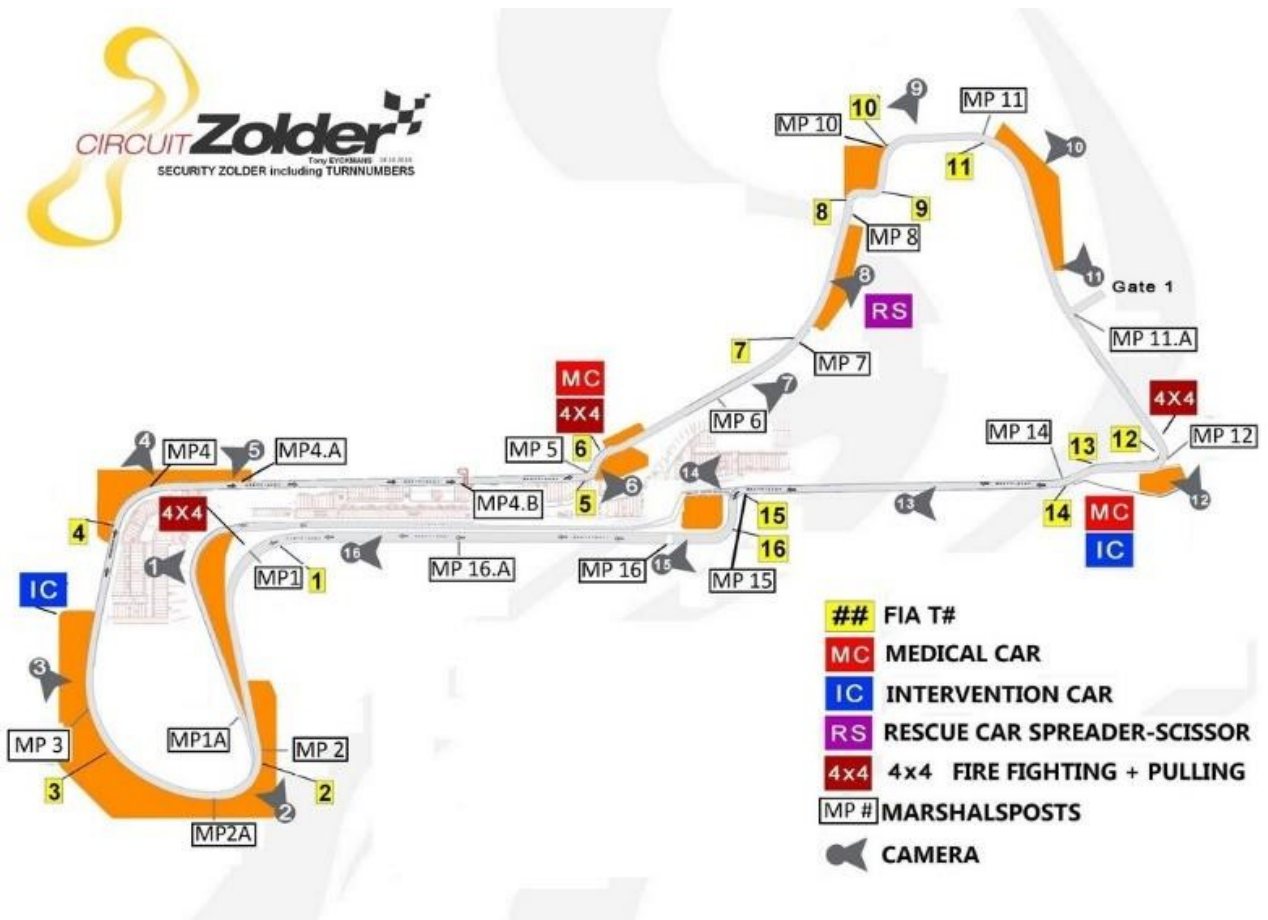 CIRCUIT Zolder
Tony EYCKMANS
SECURITY ZOLDER including TURNNUMBERS
9
10
MP 11
MP 10
10
11
8
9
MP 8
11
8
Gate 1
RS
MP 11.A
7
MP 7
MC
7
4X4
4X4
MP 6
4
MP4
5
MP4.A
MP 5
6
MP 14
13
12
MP 12
14
6
MP4.B
5
12
4
4X4
15
13
14
MC
16
IC
1
MP1
1
16
MP 16.A
MP 16
15
MP 15
IC
## FIA T#
3
MC MEDICAL CAR
IC INTERVENTION CAR
MP 3
MP1A
MP 2
RS RESCUE CAR SPREADER-SCISSOR
3
2
4x4 4x4 FIRE FIGHTING + PULLING
2
MP # MARSHALSPOSTS
MP2A
CAMERA